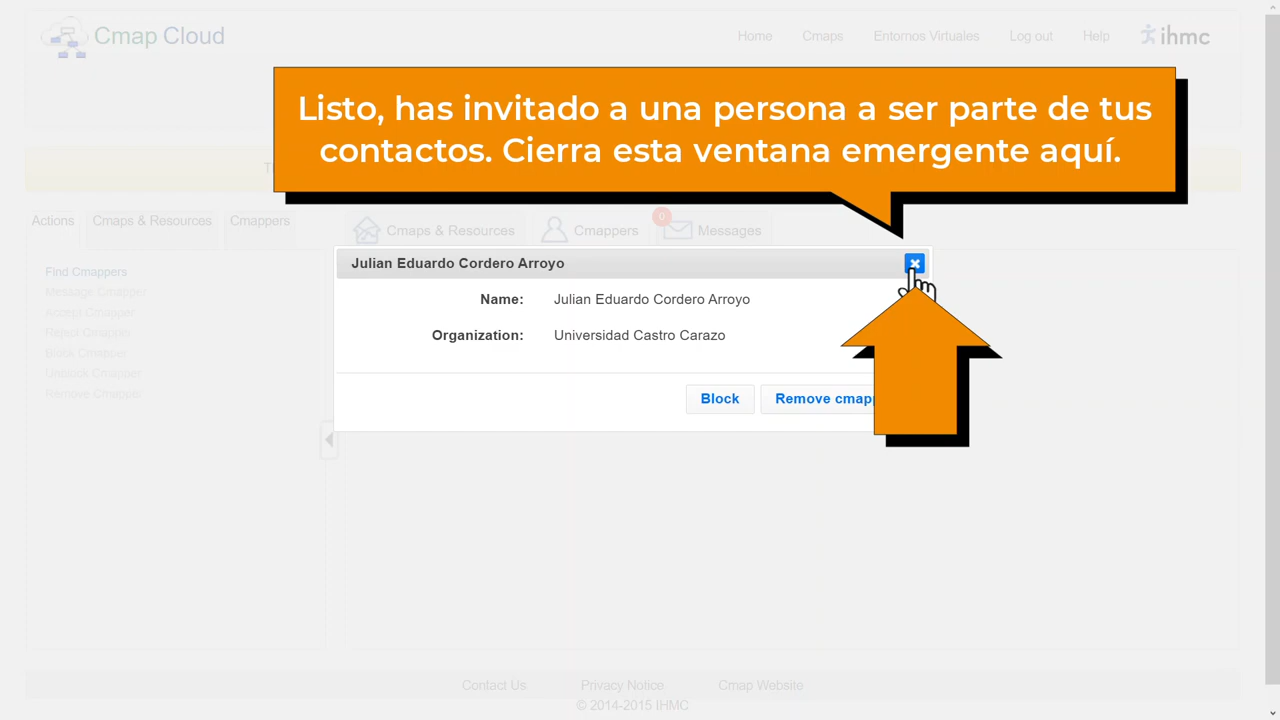 Cmap Cloud
Home Cmaps Entornos Virtuales Log out Help ihmc
Listo, has invitado a una persona a ser parte de tus
contactos. Cierra esta ventana emergente aquí.
Actions Cmaps & Resources Cmappers
Cmaps & Resources Cmappers 0 Messages
Find Cmappers
Message Cmapper
Accept Cmapper
Reject Cmapper
Block Cmapper
Unblock Cmapper
Remove Cmapper
Julian Eduardo Cordero Arroyo
Name: Julian Eduardo Cordero Arroyo
Organization: Universidad Castro Carazo
Block Remove cmapp
Contact Us Privacy Notice Cmap Website
© 2014-2015 IHMC